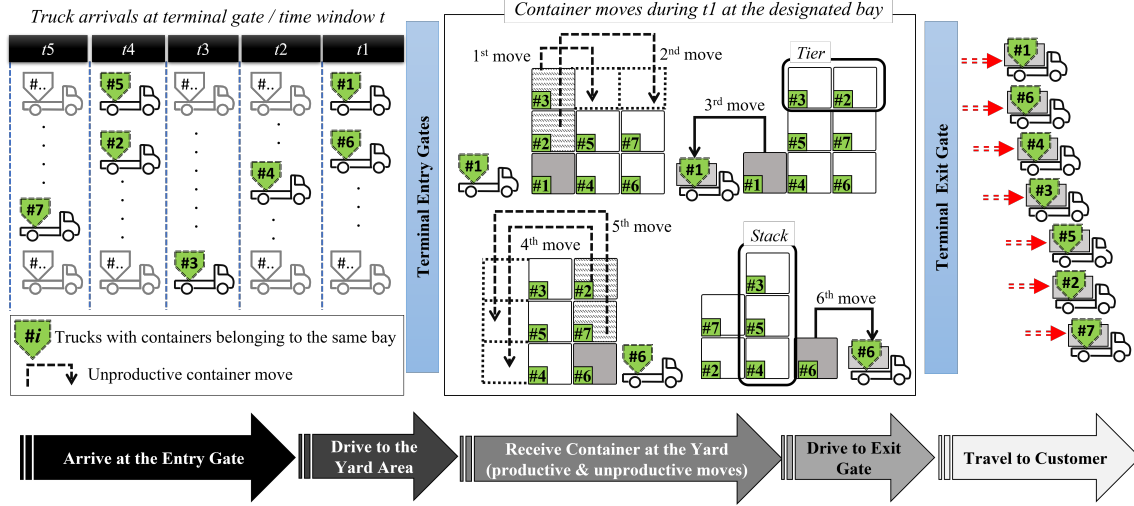 Truck arrivals at terminal gate / time window t
t5 t4 t3 t2 t1
#.. #5 #.. #.. #1
#2 #6
#4
#7
#.. #.. #3 #.. #..
#i Trucks with containers belonging to the same bay
Unproductive container move
Terminal Entry Gates
Container moves during t1 at the designated bay
1st move
2nd move
#3
#2 #5 #7
#1 #4 #6
#1
3rd move
#1
Tier
#3 #2
#5 #7
#1 #4 #6
4th move
5th move
#3 #2
#5 #7
#4 #6
#6
Stack
#3
#7 #5
#2 #4 #6
6th move
#6
Terminal Exit Gate
#1
#6
#4
#3
#5
#2
#7
Arrive at the Entry Gate
Drive to the
Yard Area
Receive Container at the Yard
(productive & unproductive moves)
Drive to Exit
Gate
Travel to Customer